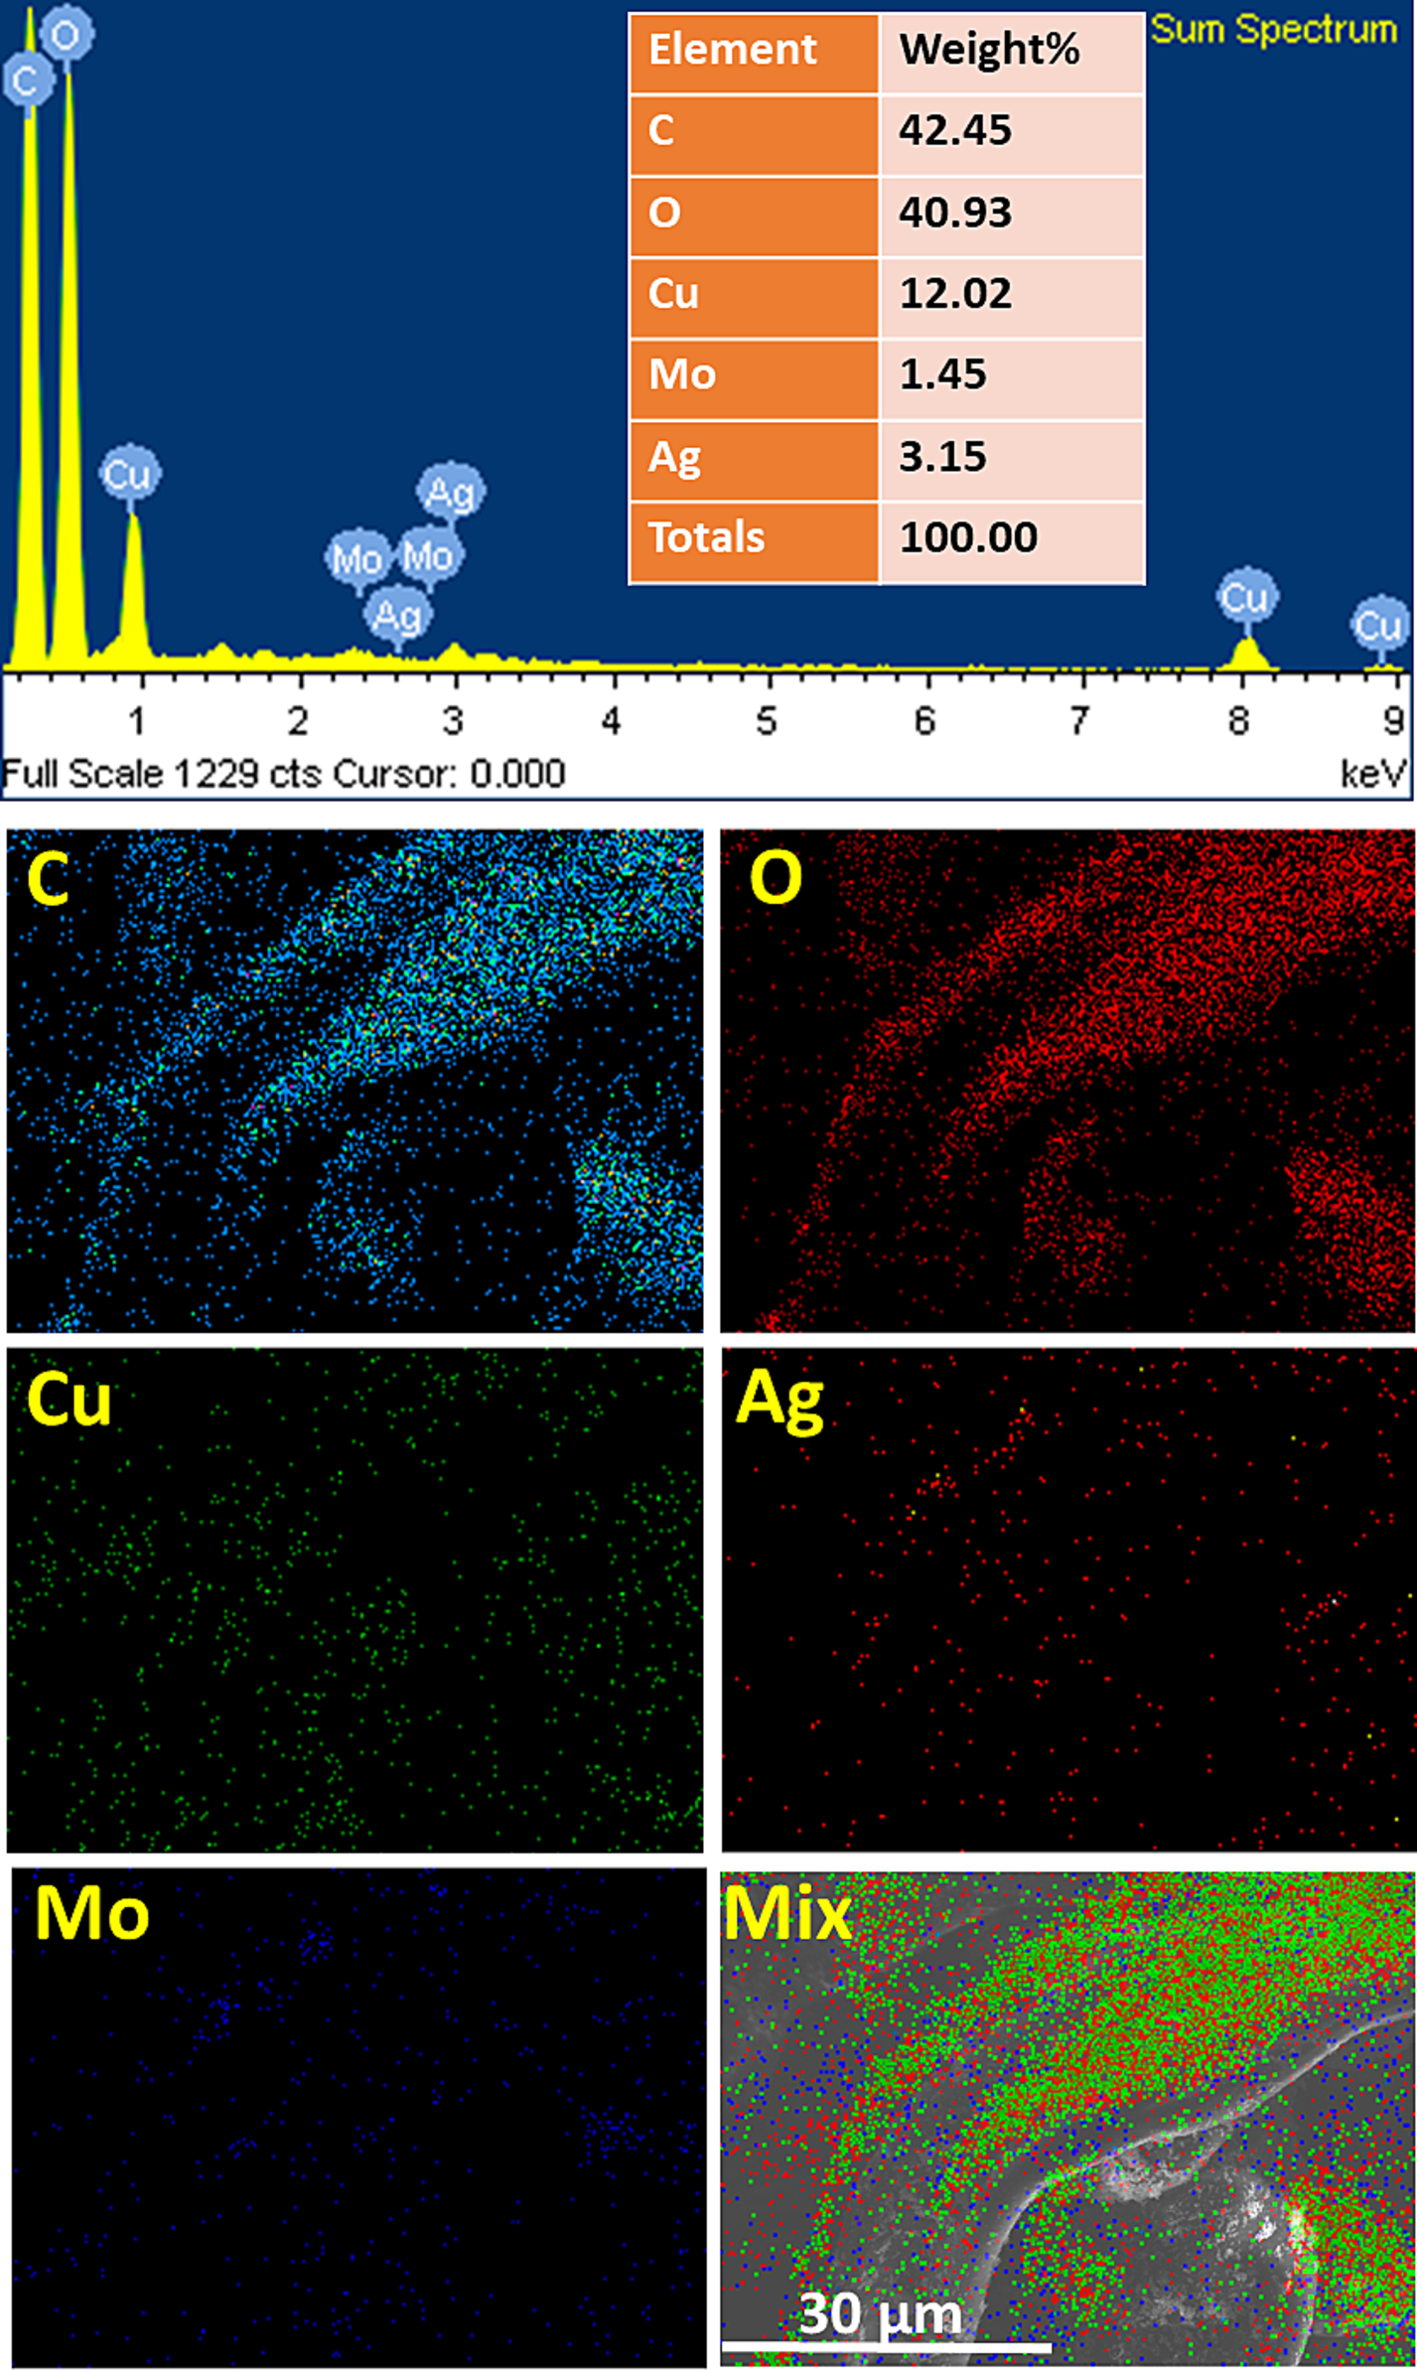 Sum Spectrum
O
C
Element Weight%
C 42.45
O 40.93
Cu 12.02
Mo 1.45
Ag 3.15
Totals 100.00
Cu
Ag
Mo Mo
Ag
Cu
Cu
1 2 3 4 5 6 7 8 9
Full Scale 1229 cts Cursor: 0.000 keV
C
O
Cu
Ag
Mo
Mix
30 µm